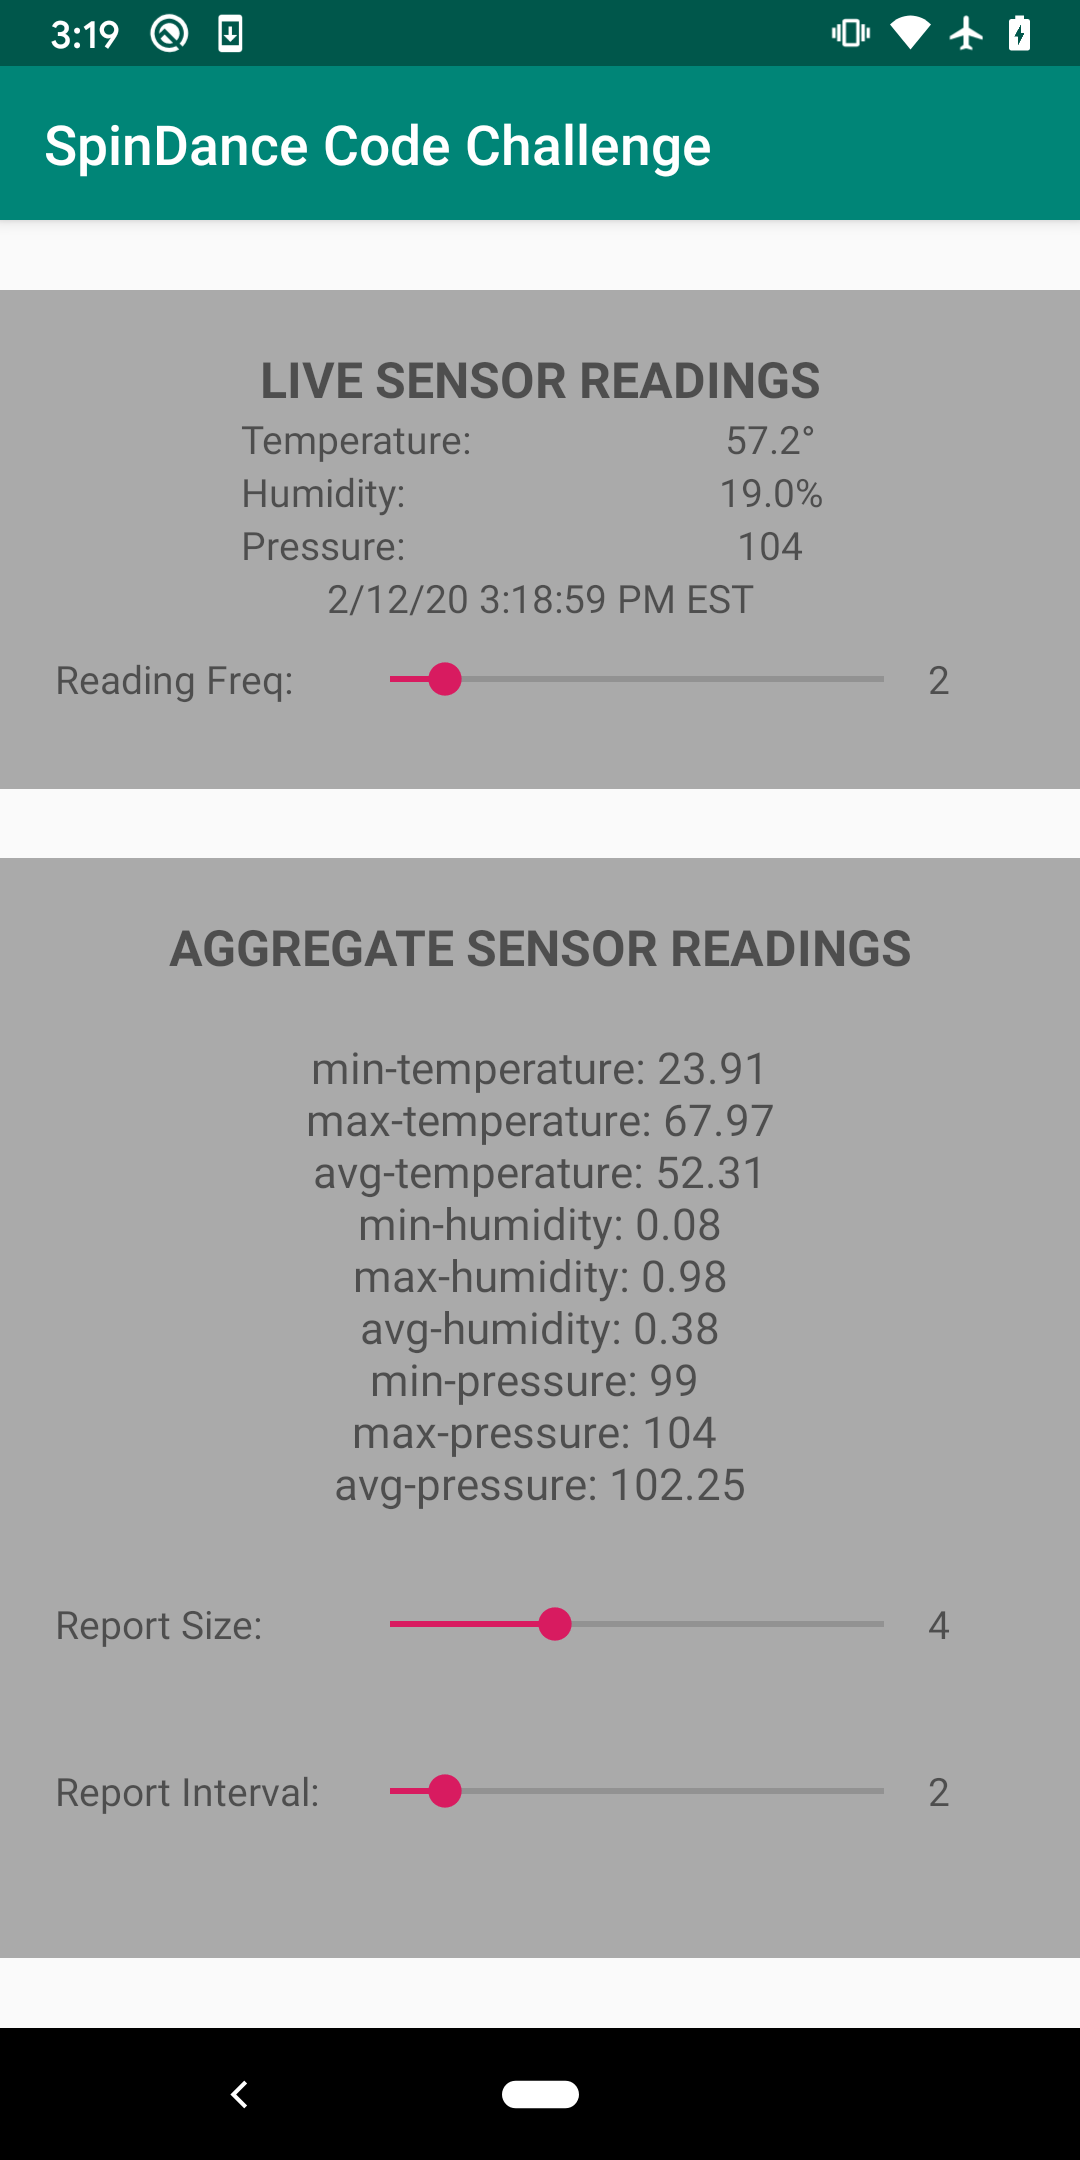 3:19
SpinDance Code Challenge
LIVE SENSOR READINGS
Temperature: 57.2°
Humidity: 19.0%
Pressure: 104
2/12/20 3:18:59 PM EST
Reading Freq: 2
AGGREGATE SENSOR READINGS
min-temperature: 23.91
max-temperature: 67.97
avg-temperature: 52.31
min-humidity: 0.08
max-humidity: 0.98
avg-humidity: 0.38
min-pressure: 99
max-pressure: 104
avg-pressure: 102.25
Report Size: 4
Report Interval: 2